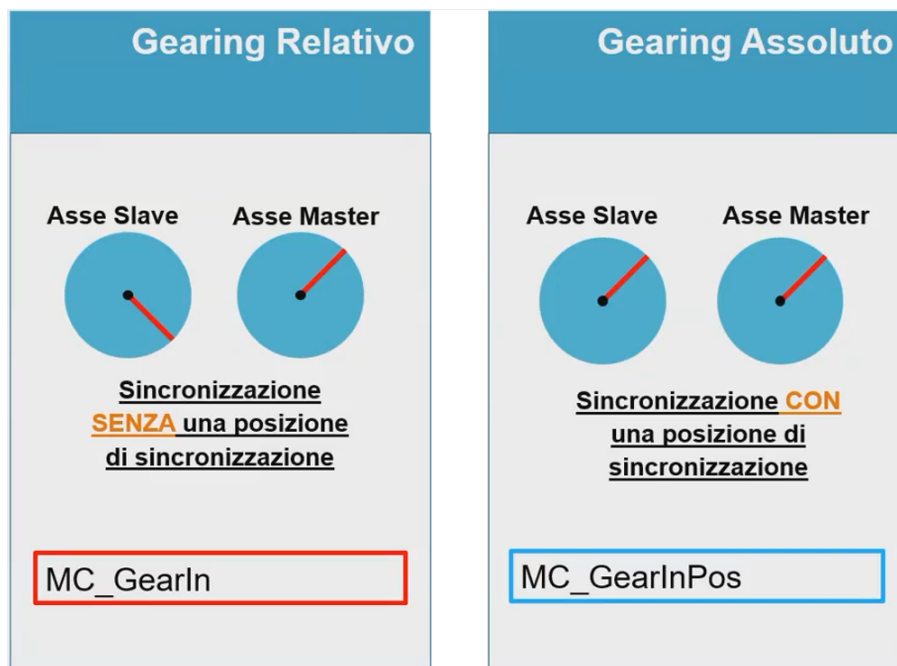 Gearing Relativo
Asse Slave
Asse Master
Sincronizzazione
SENZA una posizione
di sincronizzazione
MC_GearIn
Gearing Assoluto
Asse Slave
Asse Master
Sincronizzazione CON
una posizione di
sincronizzazione
MC_GearInPos